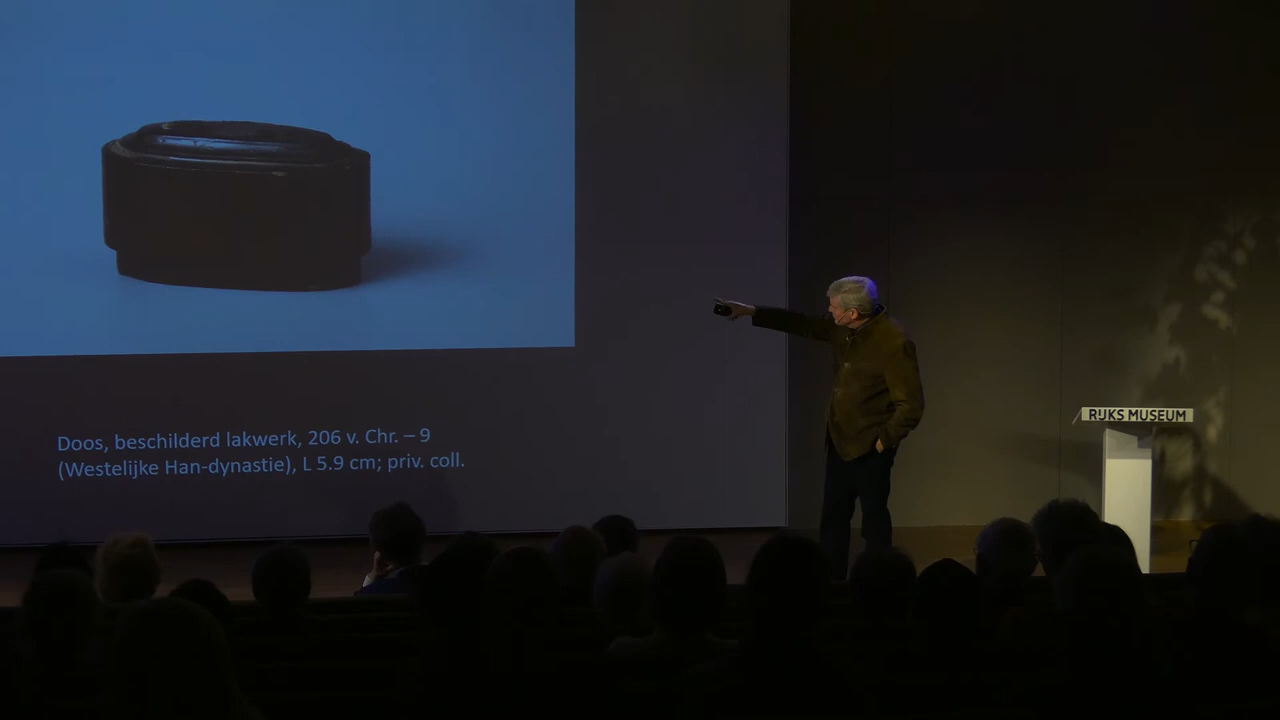 Doos, beschilderd lakwerk, 206 v. Chr. – 9
(Westelijke Han-dynastie), L 5.9 cm; priv. coll.
RIJKS MUSEUM